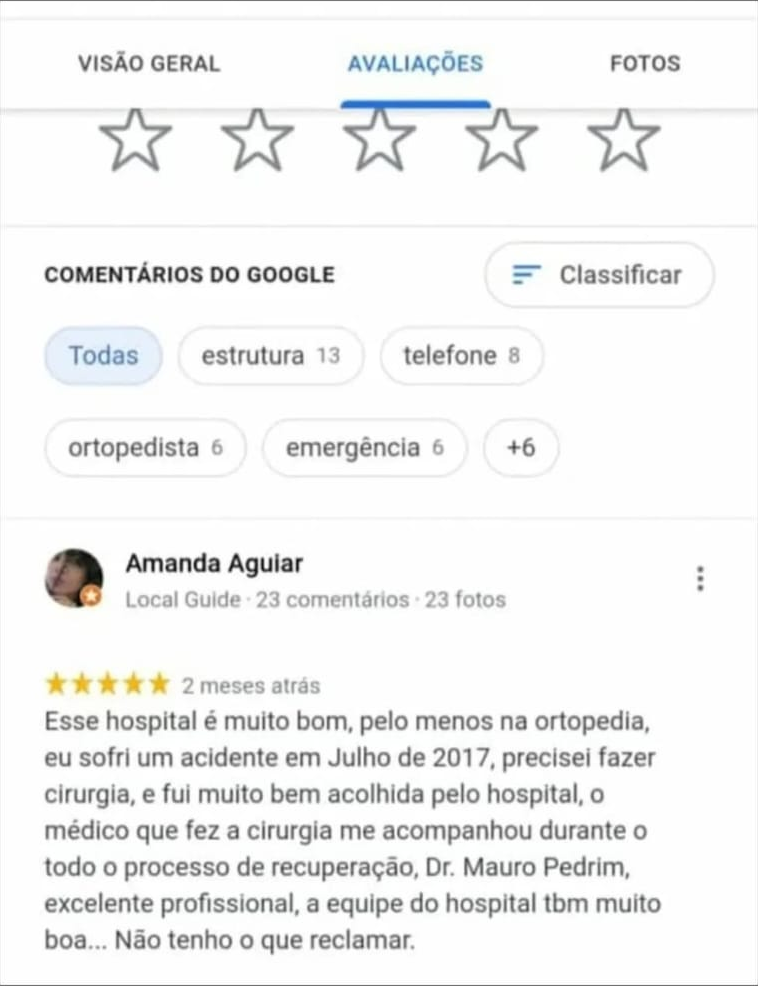 VISÃO GERAL AVALIAÇÕES FOTOS
COMENTÁRIOS DO GOOGLE Classificar
Todas estrutura 13 telefone 8
ortopedista 6 emergência 6 +6
Amanda Aguiar
Local Guide · 23 comentários · 23 fotos
2 meses atrás
Esse hospital é muito bom, pelo menos na ortopedia,
eu sofri um acidente em Julho de 2017, precisei fazer
cirurgia, e fui muito bem acolhida pelo hospital, o
médico que fez a cirurgia me acompanhou durante o
todo o processo de recuperação, Dr. Mauro Pedrim,
excelente profissional, a equipe do hospital tbm muito
boa... Não tenho o que reclamar.